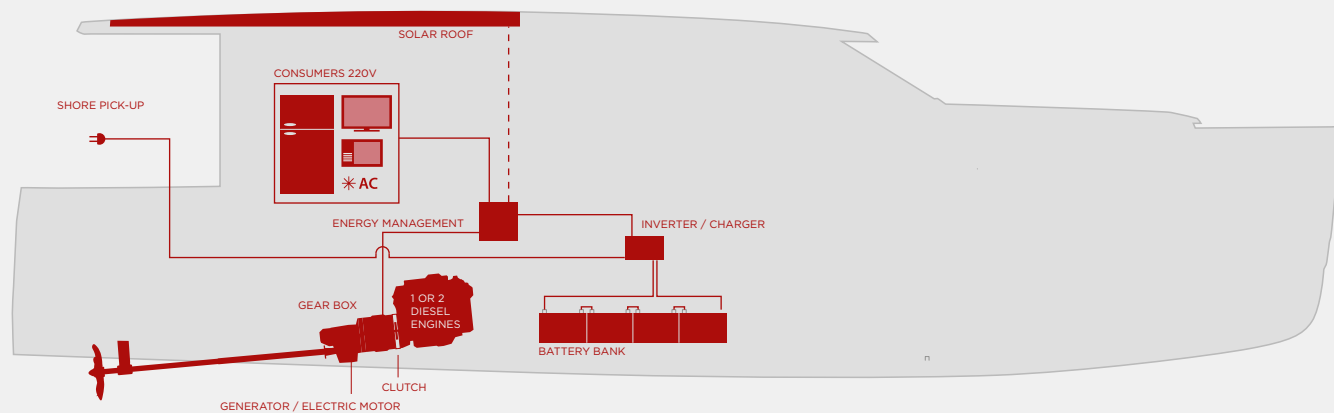 SOLAR ROOF
CONSUMERS 220V
SHORE PICK-UP
AC
ENERGY MANAGEMENT
INVERTER / CHARGER
GEAR BOX
1 OR 2
DIESEL
ENGINES
BATTERY BANK
CLUTCH
GENERATOR / ELECTRIC MOTOR